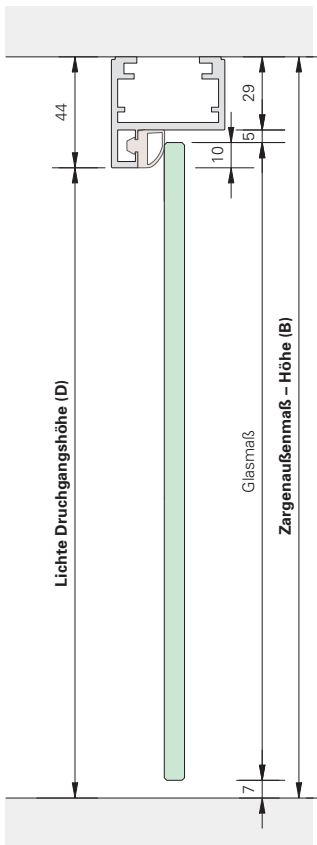 44
29
5
10
Lichte Druchgangshöhe (D)
Glasmaß
Zargenaußenmaß – Höhe (B)
7